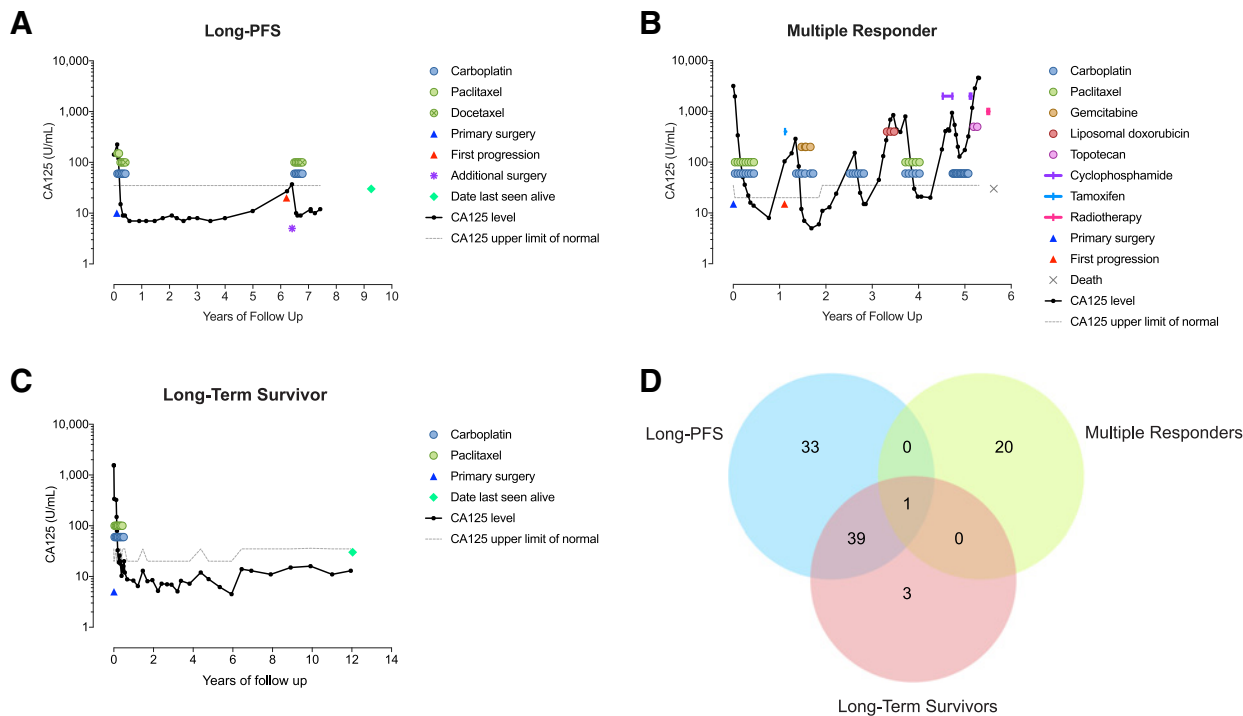 A
Long-PFS
10,000
1,000
100
10
1
CA125 (U/mL)
0 1 2 3 4 5 6 7 8 9 10
Years of Follow Up
Carboplatin
Paclitaxel
Docetaxel
Primary surgery
First progression
Additional surgery
Date last seen alive
CA125 level
CA125 upper limit of normal
B
Multiple Responder
10,000
1,000
100
10
1
CA125 (U/mL)
0 1 2 3 4 5 6
Years of Follow Up
Carboplatin
Paclitaxel
Gemcitabine
Liposomal doxorubicin
Topotecan
Cyclophosphamide
Tamoxifen
Radiotherapy
Primary surgery
First progression
Death
CA125 level
CA125 upper limit of normal
C
Long-Term Survivor
10,000
1,000
100
10
1
CA125 (U/mL)
0 2 4 6 8 10 12 14
Years of follow up
Carboplatin
Paclitaxel
Primary surgery
Date last seen alive
CA125 level
CA125 upper limit of normal
D
Long-PFS
Multiple Responders
33
0
20
1
39
0
3
Long-Term Survivors